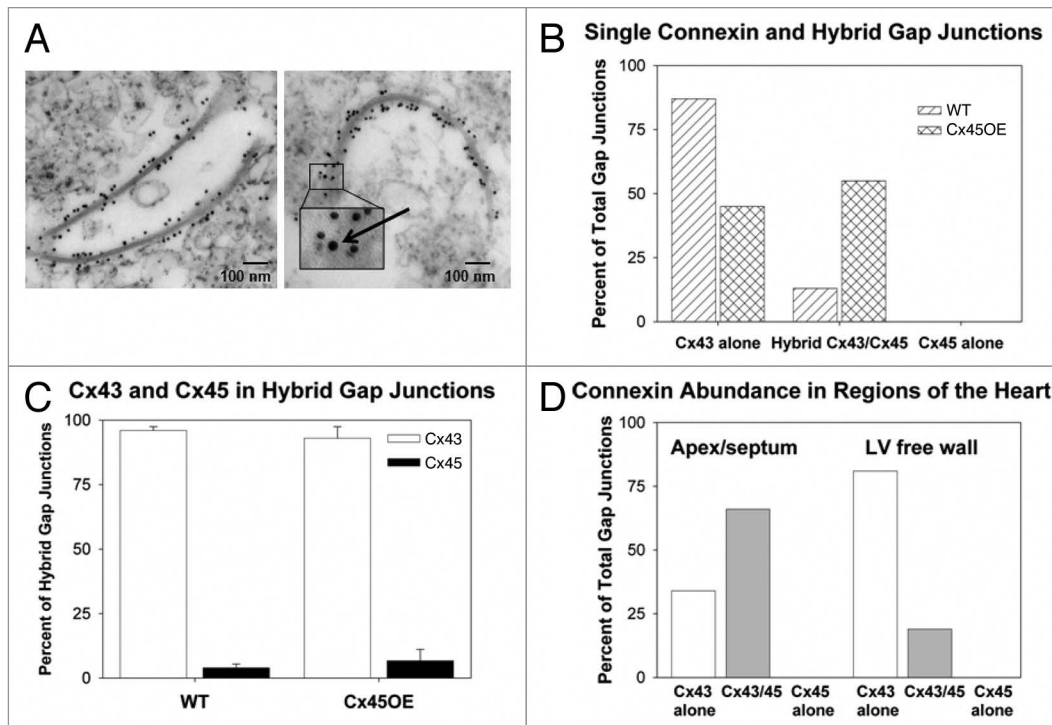 A
100 nm
100 nm
B
Single Connexin and Hybrid Gap Junctions
Percent of Total Gap Junctions
100
75
50
25
0
WT
Cx45OE
Cx43 alone Hybrid Cx43/Cx45 Cx45 alone
C
Cx43 and Cx45 in Hybrid Gap Junctions
Percent of Hybrid Gap Junctions
100
75
50
25
0
Cx43
Cx45
WT Cx45OE
D
Connexin Abundance in Regions of the Heart
Percent of Total Gap Junctions
100
75
50
25
0
Apex/septum LV free wall
Cx43 Cx43/45 Cx45 Cx43 Cx43/45 Cx45
alone alone alone alone